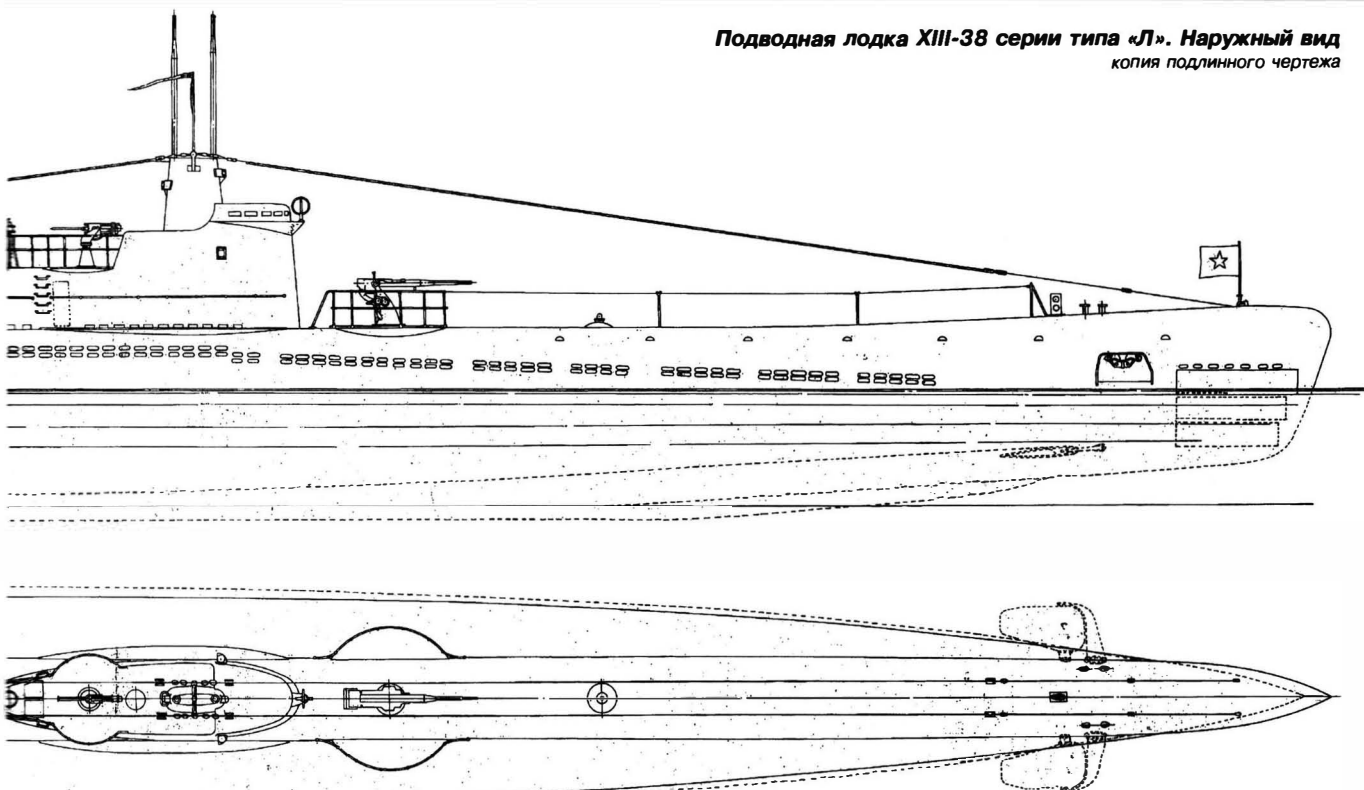 Подводная лодка XIII-38 серии типа «Л». Наружный вид
копия подлинного чертежа